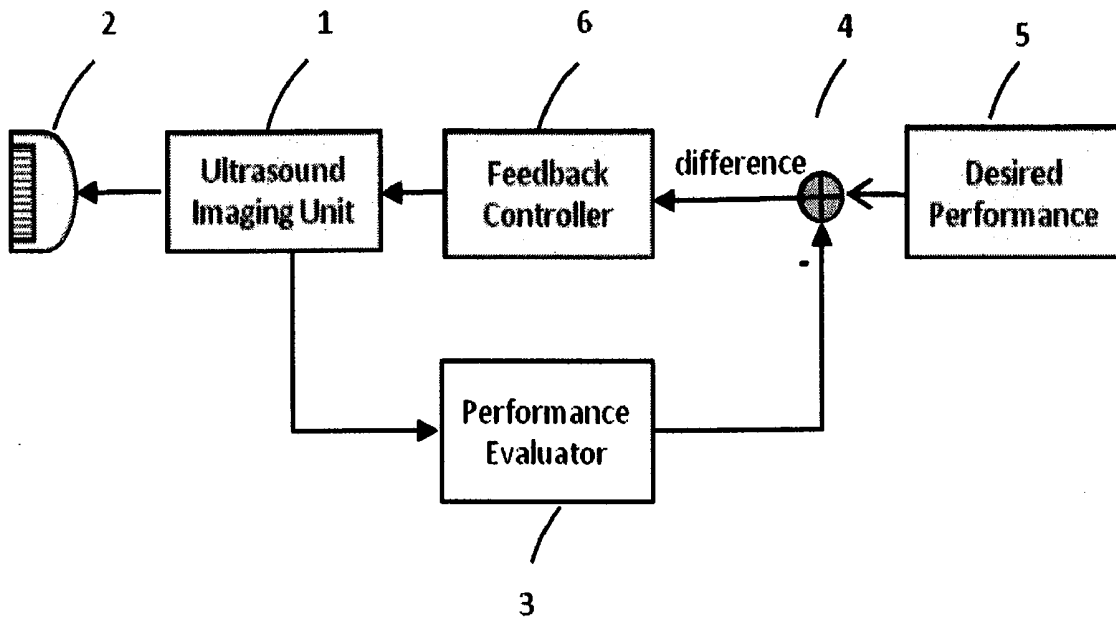 2
1
6
4
5
Ultrasound
Imaging Unit
Feedback
Controller
difference
Desired
Performance
-
Performance
Evaluator
3